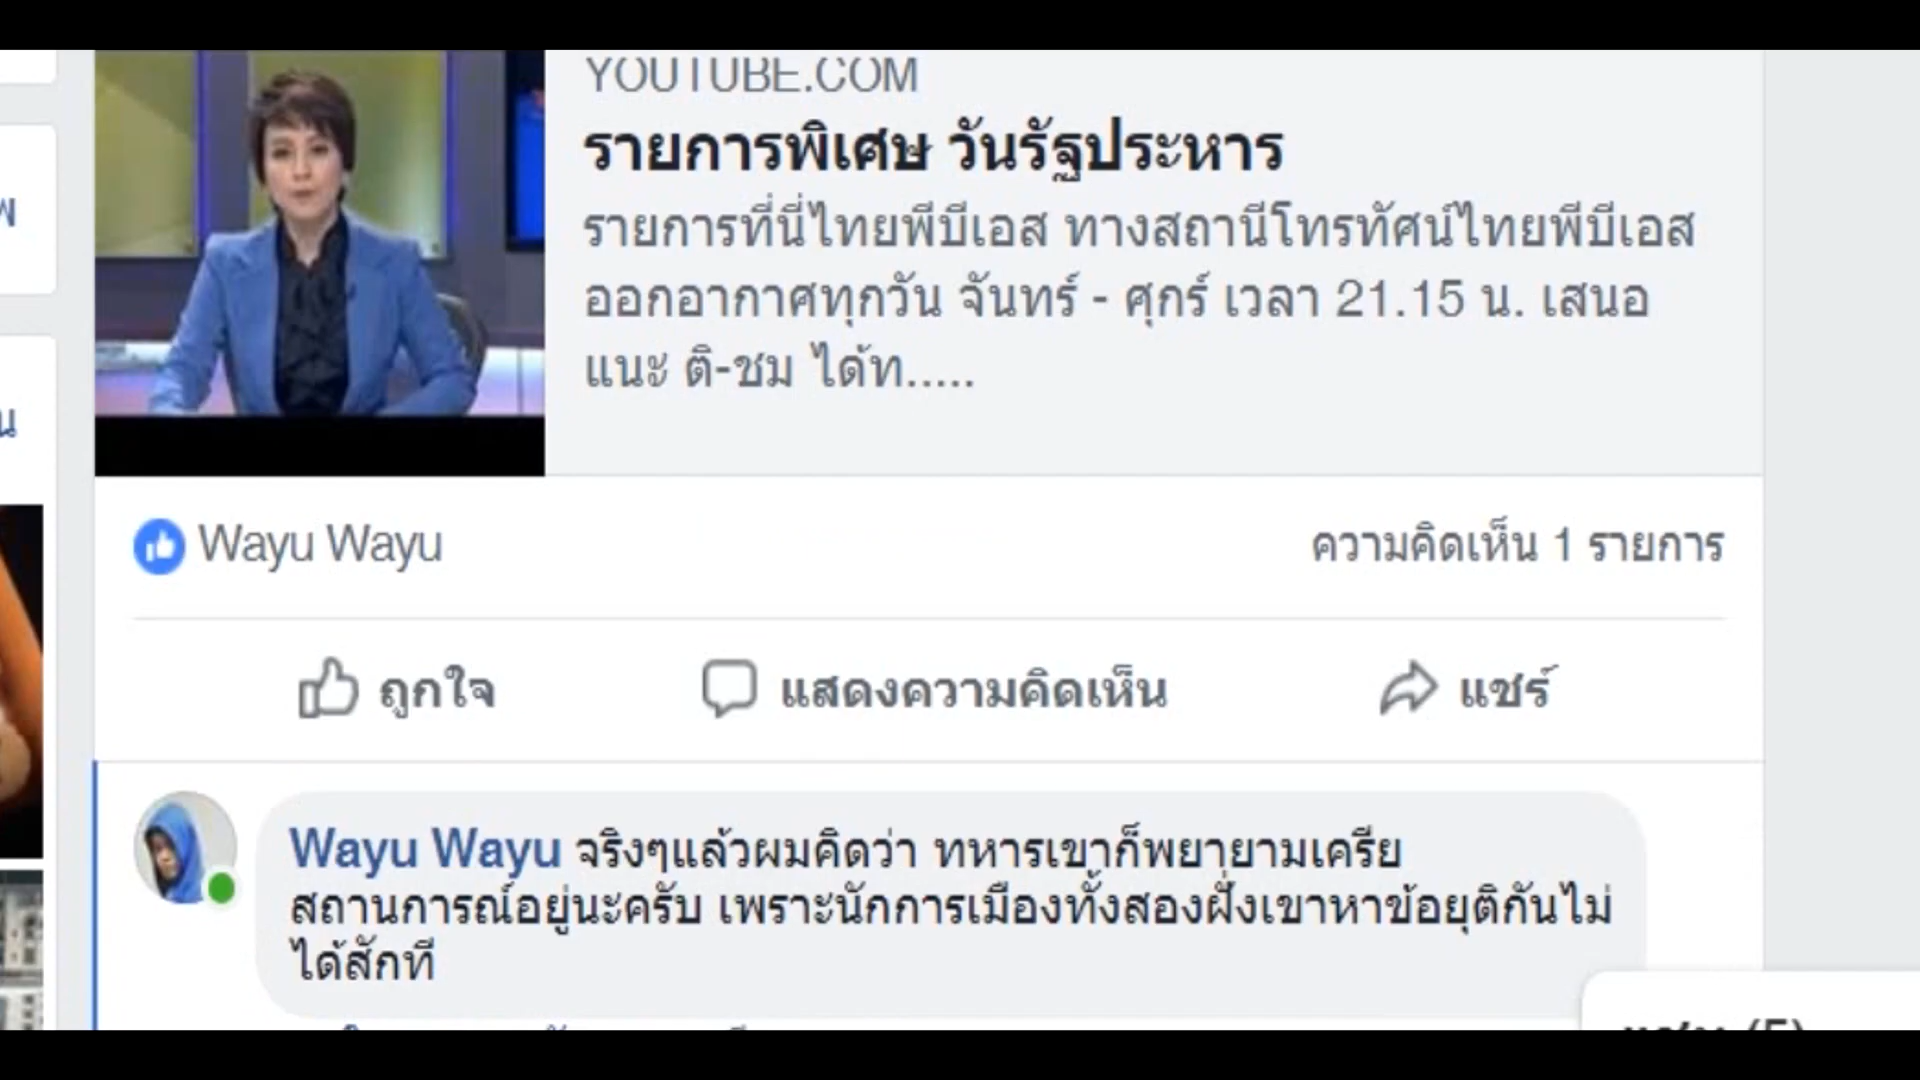 YOUTUBE.COM
รายการพิเศษ วันรัฐประหาร
รายการที่นี่ไทยพีบีเอส ทางสถานีโทรทัศน์ไทยพีบีเอส
ออกอากาศทุกวัน จันทร์ - ศุกร์ เวลา 21.15 น. เสนอ
แนะ ติ-ชม ได้ท.....
Wayu Wayu
ความคิดเห็น 1 รายการ
ถูกใจ
แสดงความคิดเห็น
แชร์
Wayu Wayu จริงๆแล้วผมคิดว่า ทหารเขาก็พยายามเครีย
สถานการณ์อยู่นะครับ เพราะนักการเมืองทั้งสองฝั่งเขาหาข้อยุติกันไม่
ได้สักที